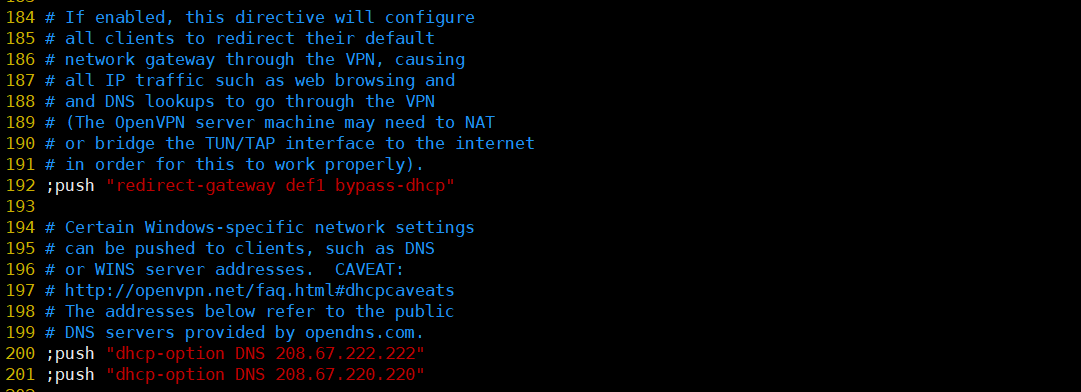 184 # If enabled, this directive will configure
185 # all clients to redirect their default
186 # network gateway through the VPN, causing
187 # all IP traffic such as web browsing and
188 # and DNS lookups to go through the VPN
189 # (The OpenVPN server machine may need to NAT
190 # or bridge the TUN/TAP interface to the internet
191 # in order for this to work properly).
192 ;push "redirect-gateway def1 bypass-dhcp"
193
194 # Certain Windows-specific network settings
195 # can be pushed to clients, such as DNS
196 # or WINS server addresses.  CAVEAT:
197 # http://openvpn.net/faq.html#dhcpcaveats
198 # The addresses below refer to the public
199 # DNS servers provided by opendns.com.
200 ;push "dhcp-option DNS 208.67.222.222"
201 ;push "dhcp-option DNS 208.67.220.220"